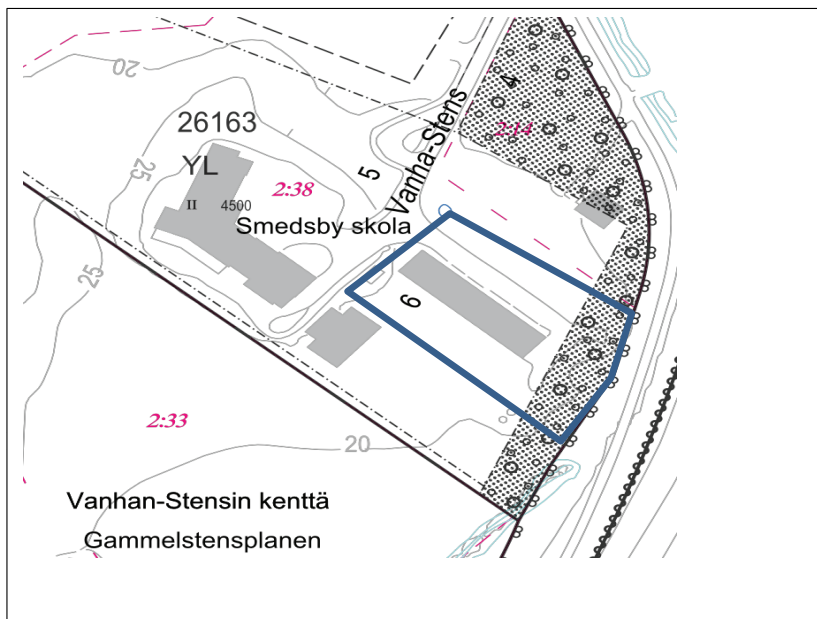 20
4
26163
Vanha-Stens
2:14
YL
25
5
2:38
II 4500
Smedsby skola
25
6
2:33
20
Vanhan-Stensin kenttä
Gammelstensplanen